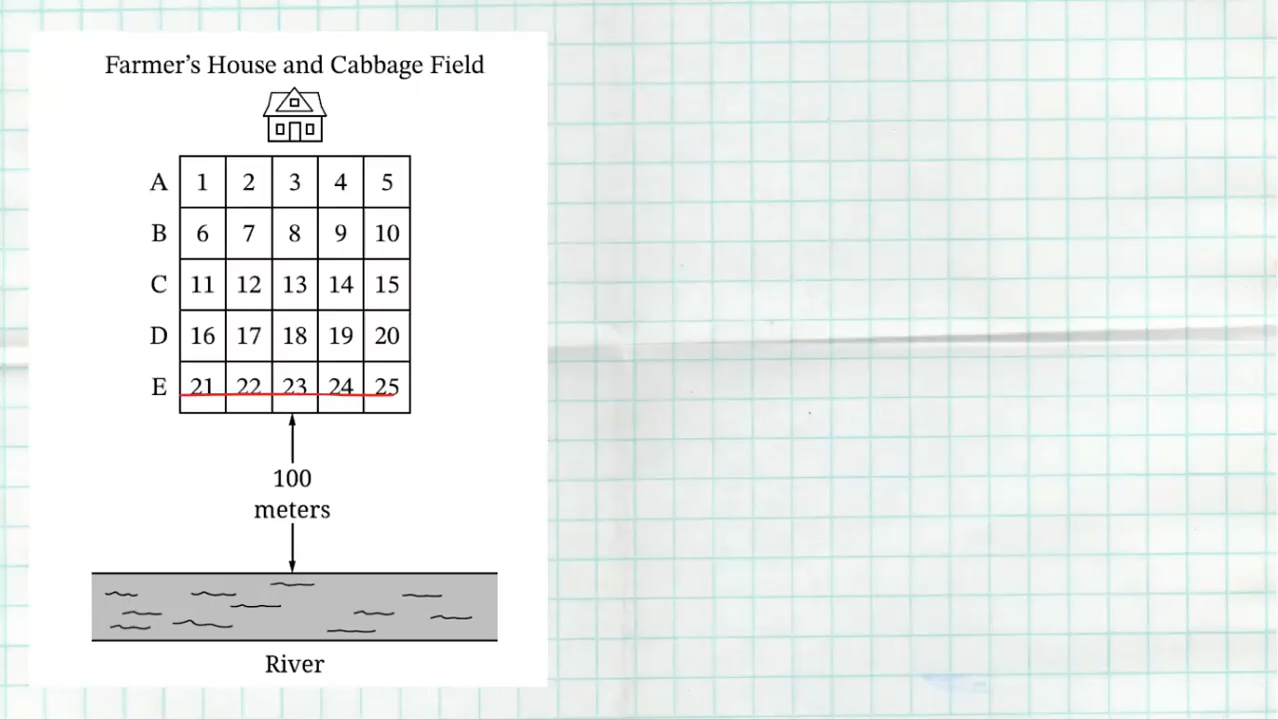 Farmer's House and Cabbage Field
A 1 2 3 4 5
B 6 7 8 9 10
C 11 12 13 14 15
D 16 17 18 19 20
E 21 22 23 24 25
100
meters
River